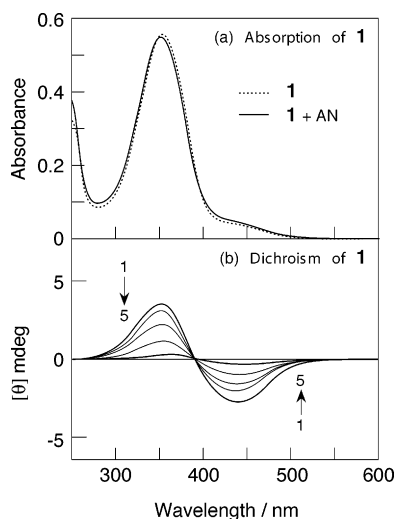 0.6
(a) Absorption of 1
1
1 + AN
0.4
0.2
0
Absorbance
(b) Dichroism of 1
5
1
5
0
5
1
-5
[θ] mdeg
300 400 500 600
Wavelength / nm